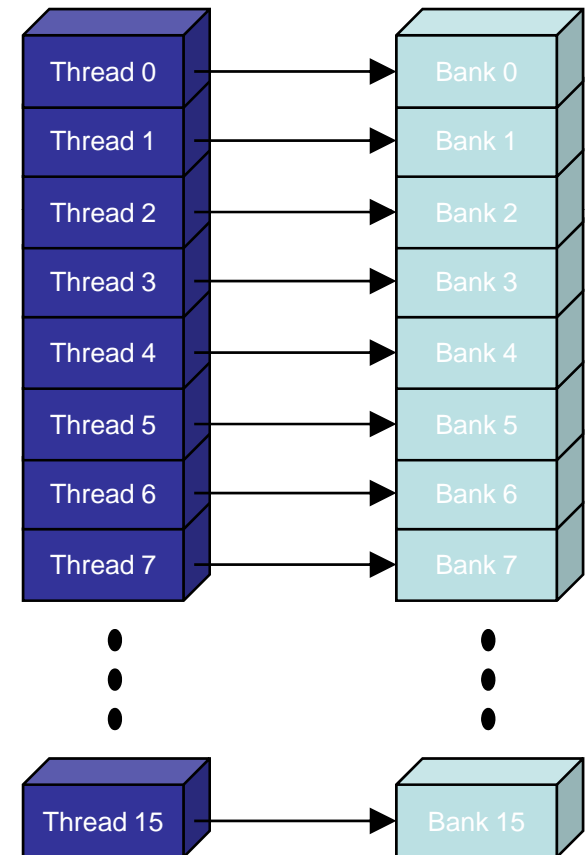 Thread 0
Bank 0
Thread 1
Bank 1
Thread 2
Bank 2
Thread 3
Bank 3
Thread 4
Bank 4
Thread 5
Bank 5
Thread 6
Bank 6
Thread 7
Bank 7
Thread 15
Bank 15